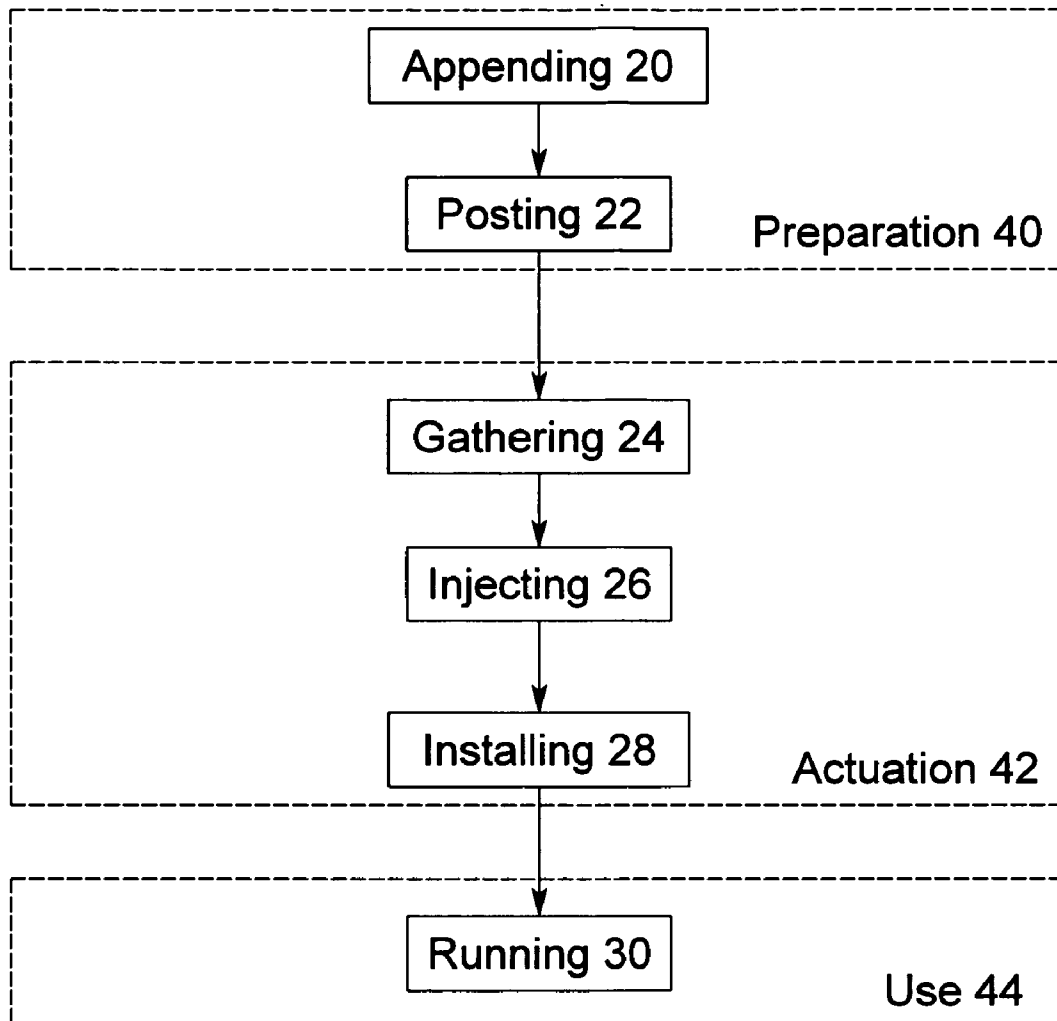 Appending 20
Posting 22
Preparation 40
Gathering 24
Injecting 26
Installing 28
Actuation 42
Running 30
Use 44